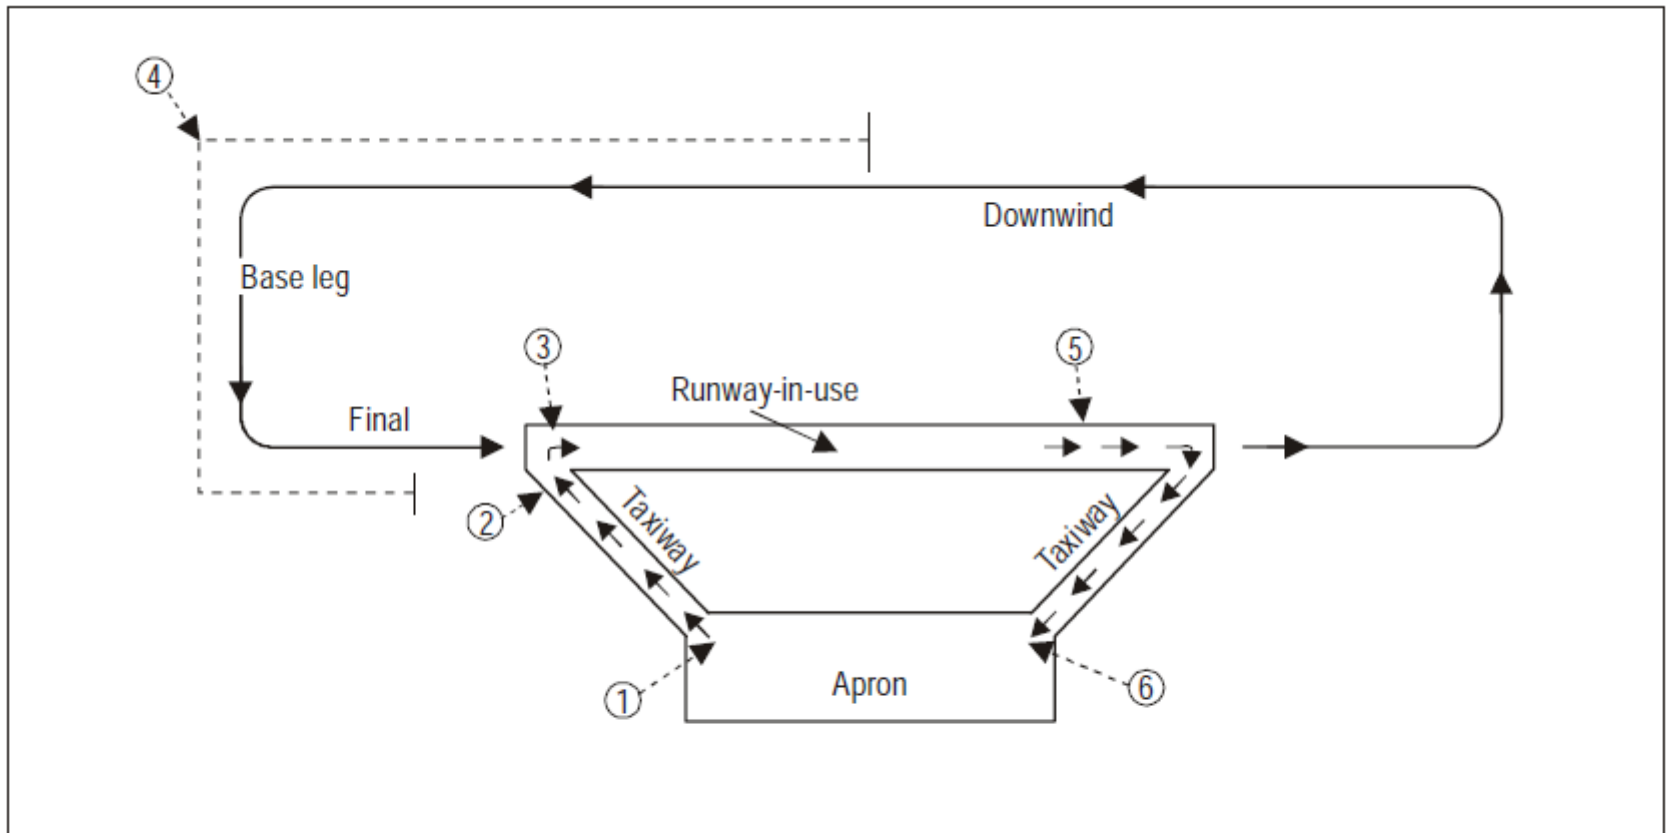 ④
Downwind
Base leg
③
⑤
Runway-in-use
Final
②
Taxiway
Taxiway
①
Apron
⑥